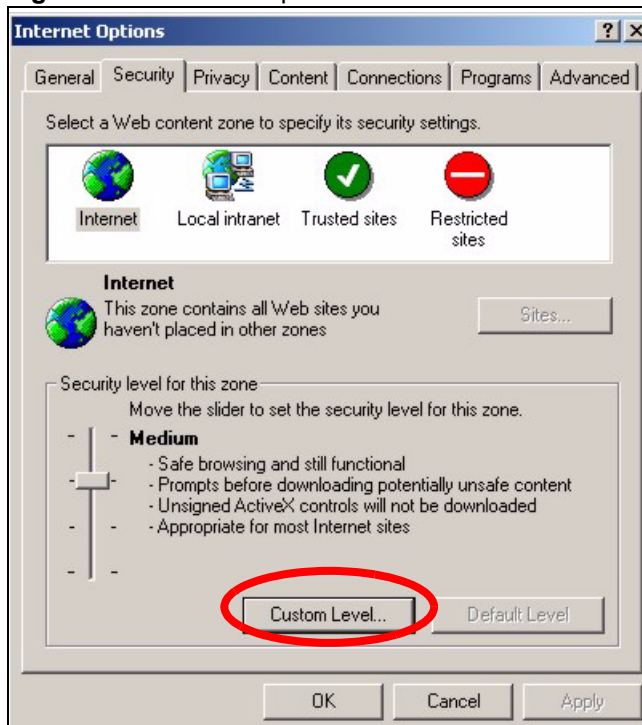 Internet Options
General Security Privacy Content Connections Programs Advanced
Select a Web content zone to specify its security settings.
Internet Local intranet Trusted sites Restricted sites
Internet
This zone contains all Web sites you
haven't placed in other zones
Sites...
Security level for this zone
Move the slider to set the security level for this zone.
Medium
- Safe browsing and still functional
- Prompts before downloading potentially unsafe content
- Unsigned ActiveX controls will not be downloaded
- Appropriate for most Internet sites
Custom Level... Default Level
OK Cancel Apply